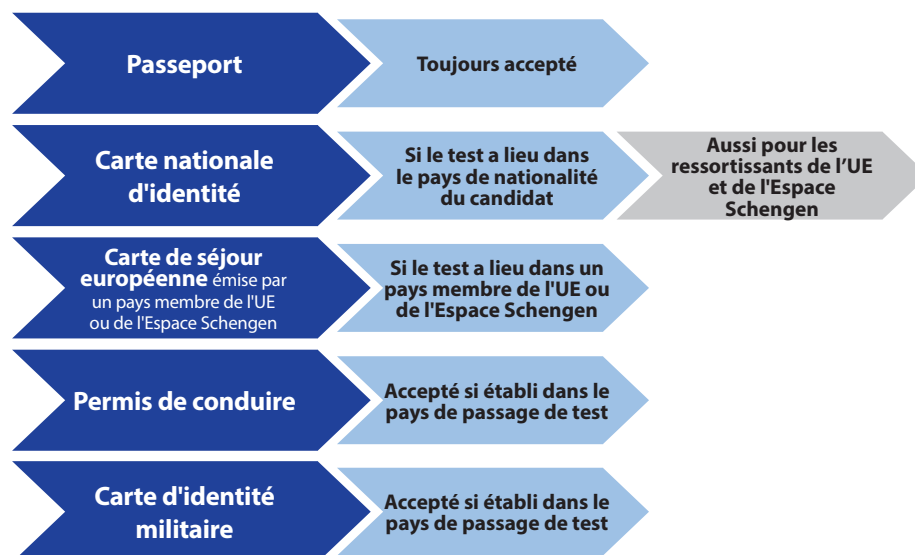 Passeport
Toujours accepté
Carte nationale
d'identité
Si le test a lieu dans
le pays de nationalité
du candidat
Aussi pour les
ressortissants de l’UE
et de l'Espace
Schengen
Carte de séjour
européenne émise par
un pays membre de l'UE
ou de l'Espace Schengen
Si le test a lieu dans un
pays membre de l'UE ou
de l'Espace Schengen
Permis de conduire
Accepté si établi dans le
pays de passage de test
Carte d'identité
militaire
Accepté si établi dans le
pays de passage de test